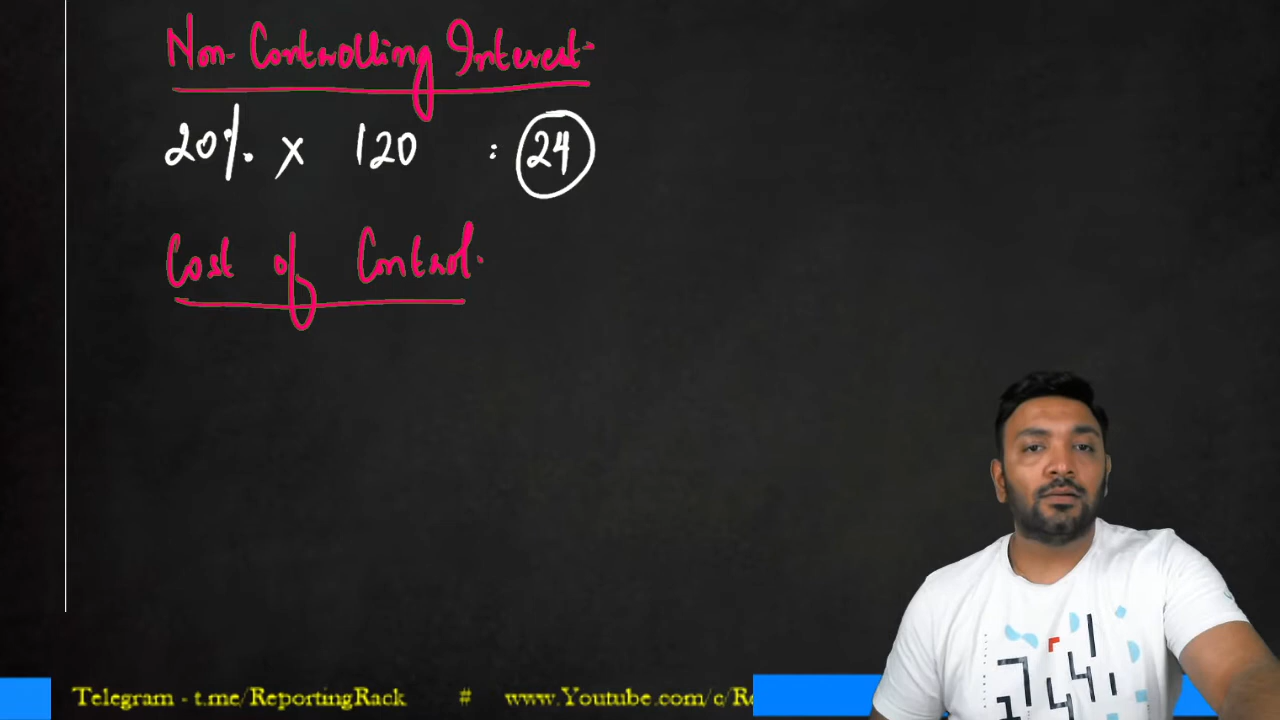 Non-Controlling Interest-
20% x 120 : 24
Cost of Control.
Telegram - t.me/ReportingRack # www.Youtube.com/c/Re